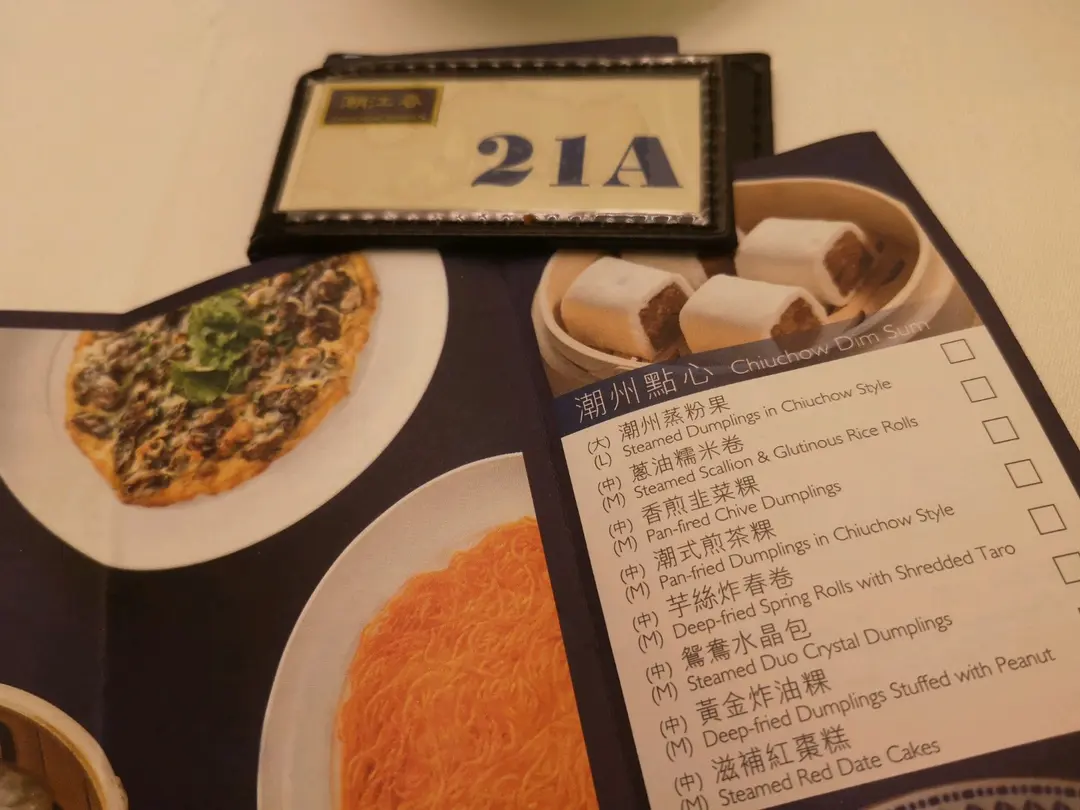 潮江春
21A
潮州點心 Chiuchow Dim Sum
(大) 潮州蒸粉果
(L) Steamed Dumplings in Chiuchow Style
(中) 蔥油糯米卷
(M) Steamed Scallion & Glutinous Rice Rolls
(中) 香煎韭菜粿
(M) Pan-fired Chive Dumplings
(中) 潮式煎茶粿
(M) Pan-fried Dumplings in Chiuchow Style
(中) 芋絲炸春卷
(M) Deep-fried Spring Rolls with Shredded Taro
(中) 鴛鴦水晶包
(M) Steamed Duo Crystal Dumplings
(中) 黃金炸油粿
(M) Deep-fried Dumplings Stuffed with Peanut
(中) 滋補紅棗糕
(M) Steamed Red Date Cakes